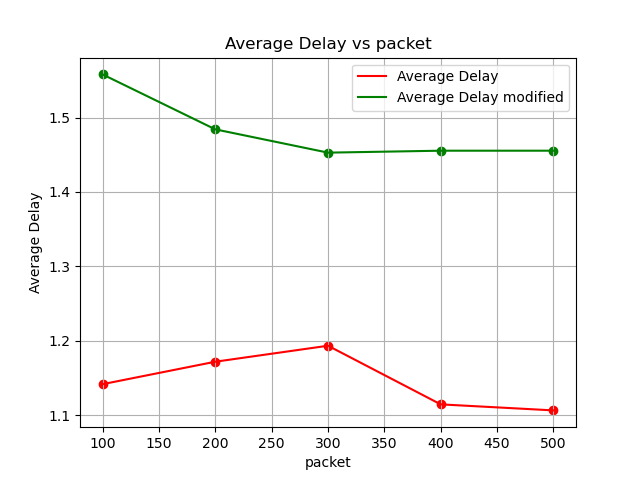 Average Delay vs packet
Average Delay
Average Delay modified
1.5
1.4
1.3
1.2
1.1
Average Delay
100 150 200 250 300 350 400 450 500
packet